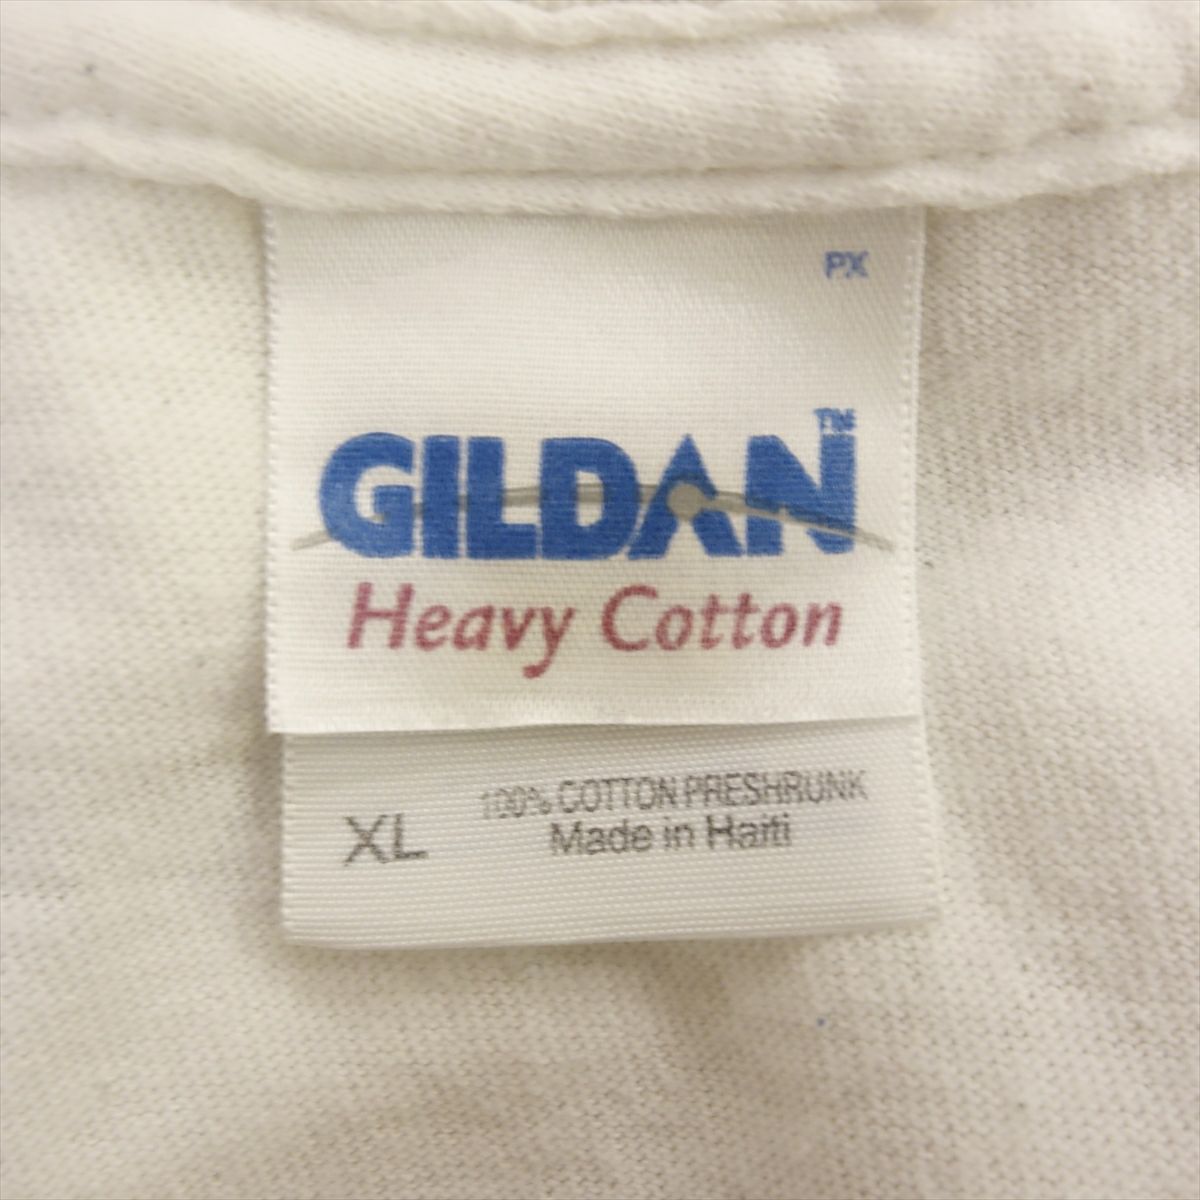 PX
GILDAN™
Heavy Cotton
100% COTTON PRESHRUNK
XL Made in Haiti